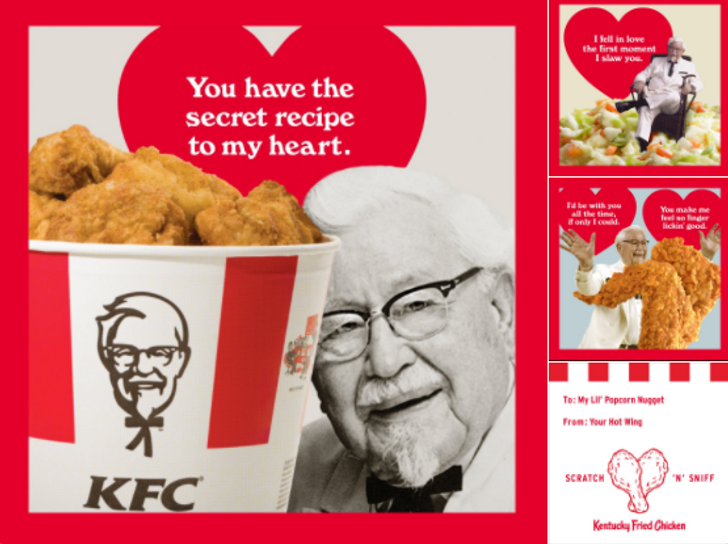 You have the
secret recipe
to my heart.
KFC
I fell in love
the first moment
I slaw you.
I'd be with you
all the time,
if only I could.
You make me
feel so finger
lickin' good.
To: My Lil' Popcorn Nugget
From: Your Hot Wing
SCRATCH 'N' SNIFF
Kentucky Fried Chicken